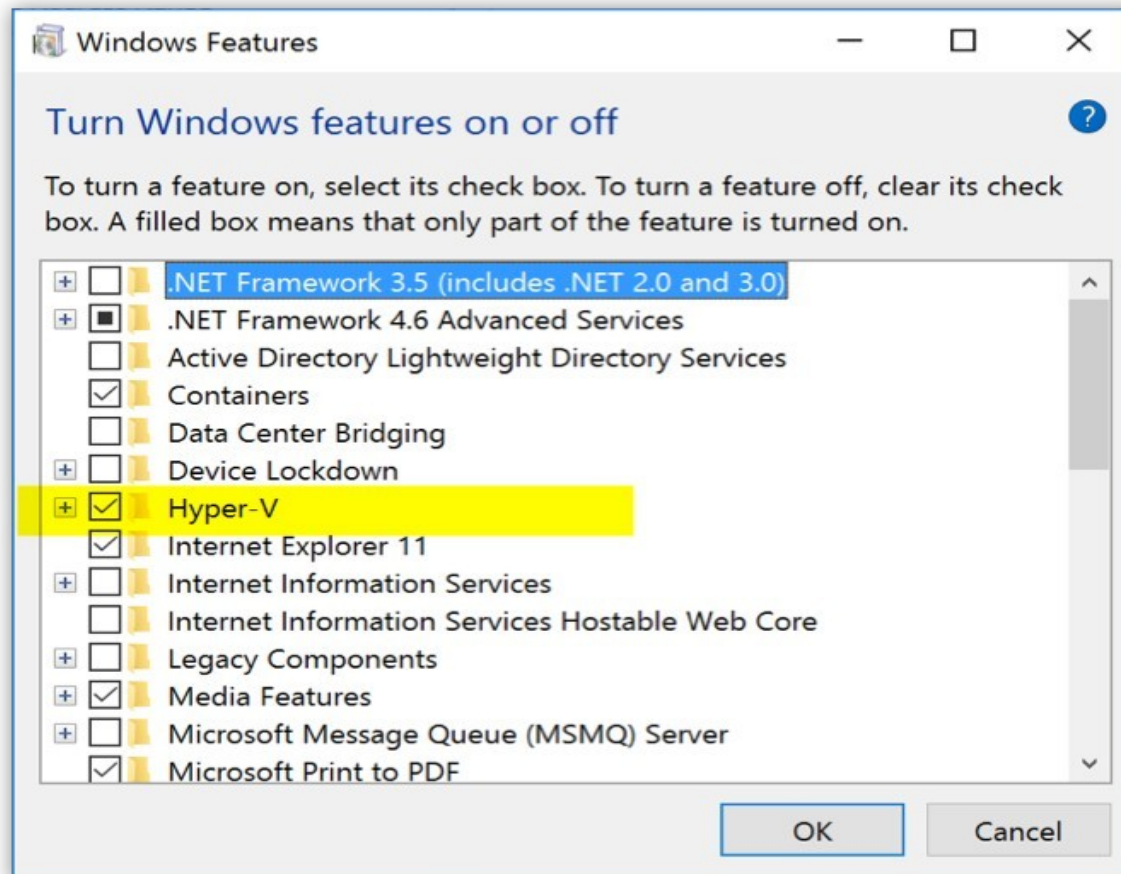 Windows Features
Turn Windows features on or off
?
To turn a feature on, select its check box. To turn a feature off, clear its check
box. A filled box means that only part of the feature is turned on.
.NET Framework 3.5 (includes .NET 2.0 and 3.0)
.NET Framework 4.6 Advanced Services
Active Directory Lightweight Directory Services
Containers
Data Center Bridging
Device Lockdown
Hyper-V
Internet Explorer 11
Internet Information Services
Internet Information Services Hostable Web Core
Legacy Components
Media Features
Microsoft Message Queue (MSMQ) Server
Microsoft Print to PDF
OK
Cancel